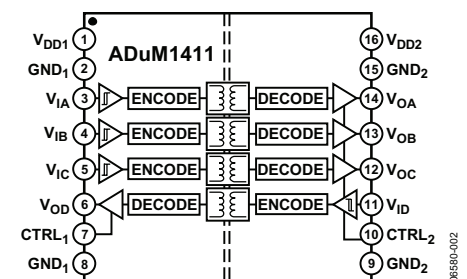 ADuM1411
VDD1 1
16 VDD2
GND1 2
15 GND2
VIA 3 ENCODE DECODE 14 VOA
VIB 4 ENCODE DECODE 13 VOB
VIC 5 ENCODE DECODE 12 VOC
VOD 6 DECODE ENCODE 11 VID
CTRL1 7
10 CTRL2
GND1 8
9 GND2
06580-002